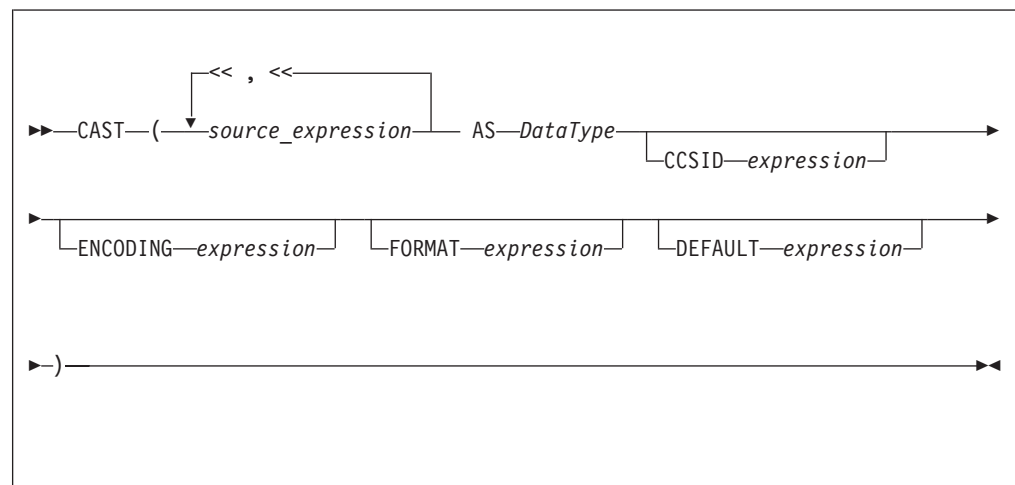 << , <<
CAST ( source_expression AS DataType
CCSID expression
ENCODING expression FORMAT expression DEFAULT expression
)